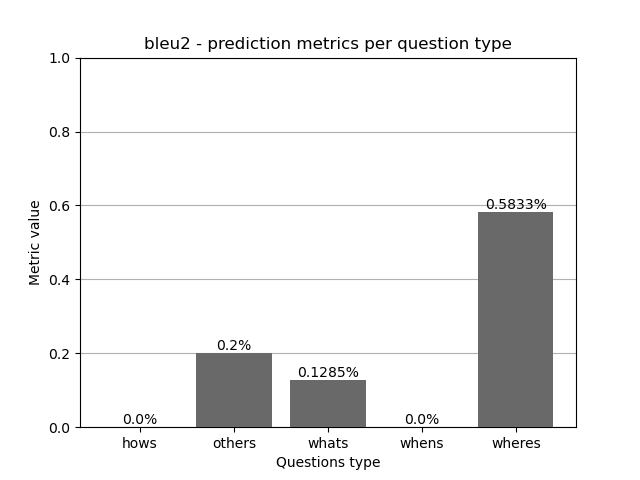 bleu2 - prediction metrics per question type
1.0
0.8
0.6
0.4
0.2
0.0
Metric value
0.0%
0.2%
0.1285%
0.0%
0.5833%
hows others whats whens wheres
Questions type